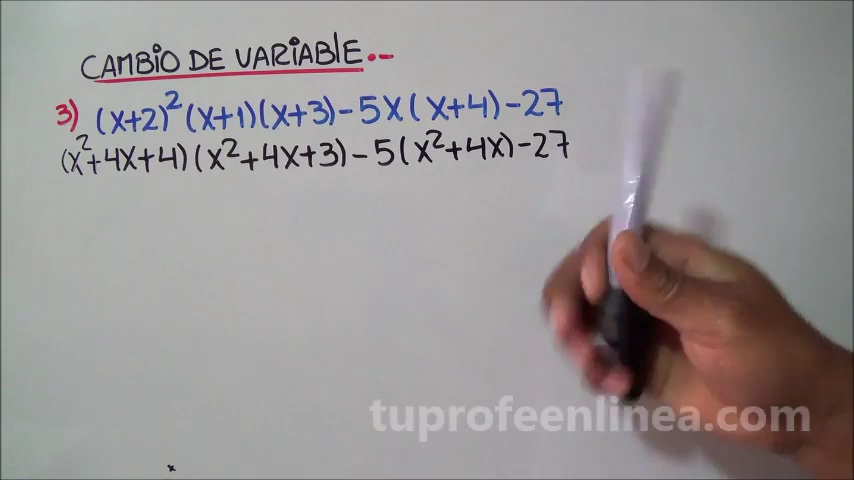 CAMBIO DE VARIABLE..
3) (x+2)² (x+1)(x+3) - 5x(x+4) - 27
(x²+4x+4)(x²+4x+3) - 5(x²+4x) - 27
tuprofeenlinea.com